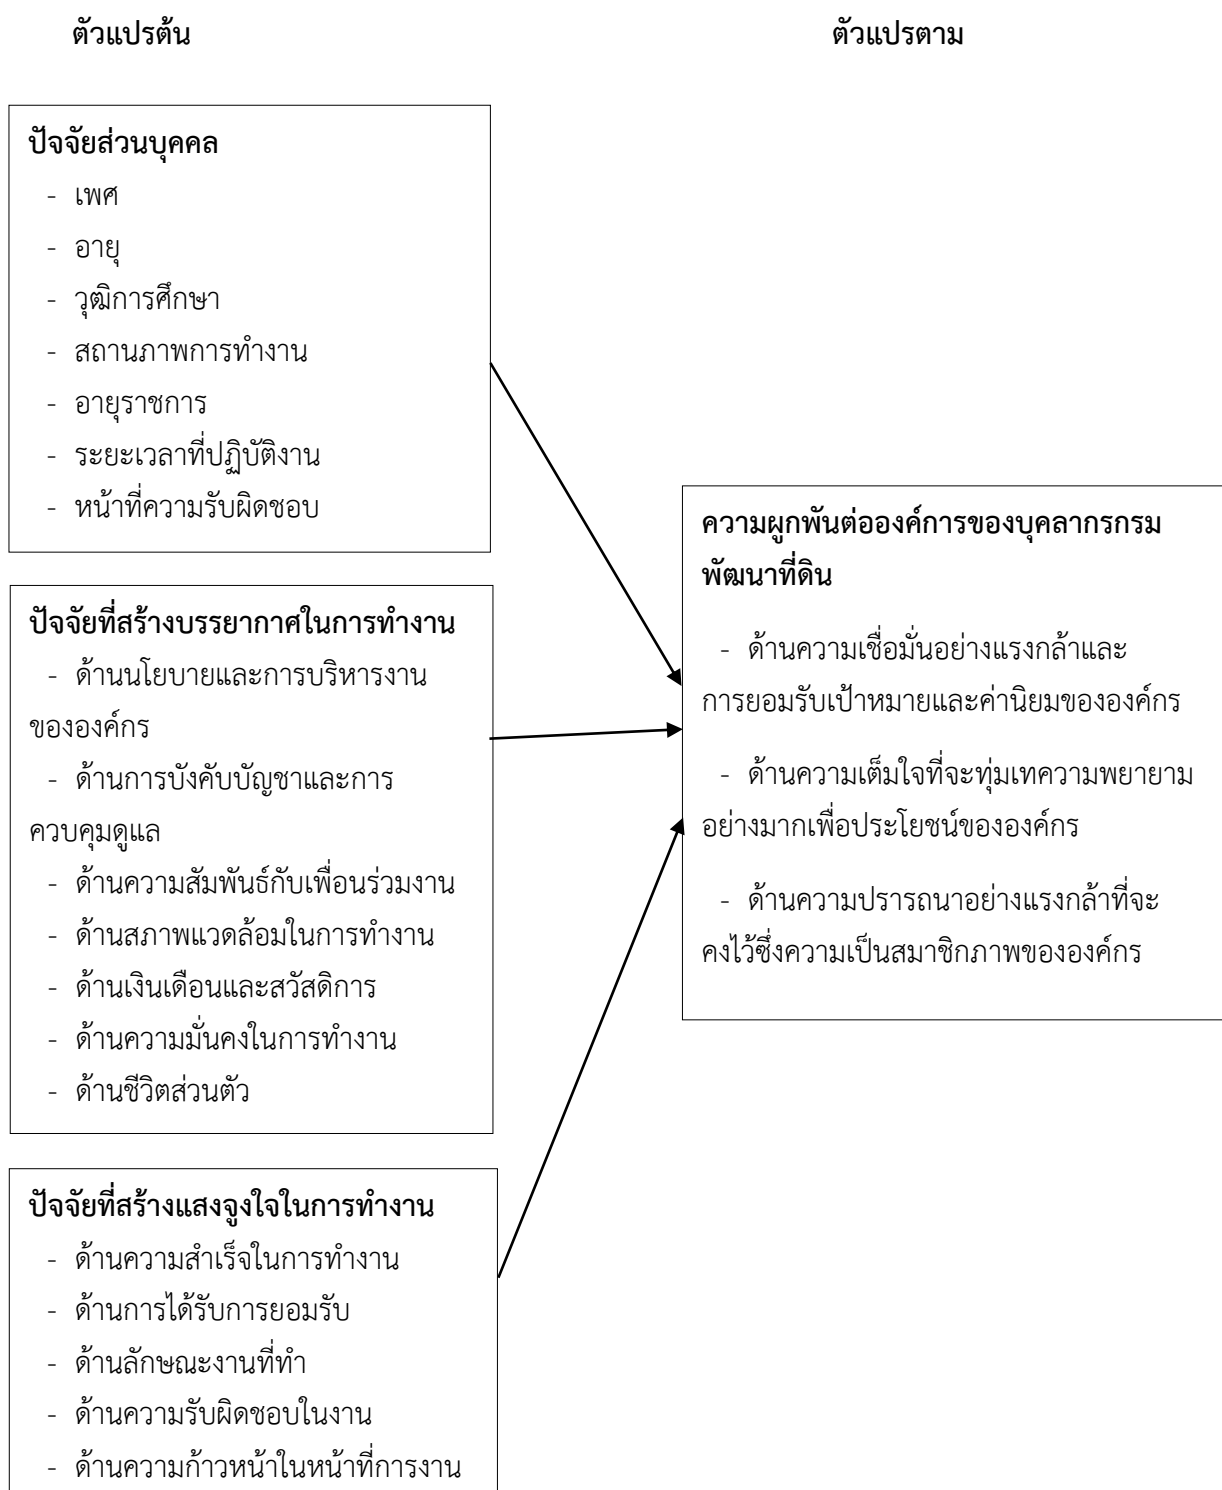 ตัวแปรต้น
ตัวแปรตาม
ปัจจัยส่วนบุคคล
- เพศ
- อายุ
- วุฒิการศึกษา
- สถานภาพการทำงาน
- อายุราชการ
- ระยะเวลาที่ปฏิบัติงาน
- หน้าที่ความรับผิดชอบ
ปัจจัยที่สร้างบรรยากาศในการทำงาน
- ด้านนโยบายและการบริหารงาน
ขององค์กร
- ด้านการบังคับบัญชาและการ
ควบคุมดูแล
- ด้านความสัมพันธ์กับเพื่อนร่วมงาน
- ด้านสภาพแวดล้อมในการทำงาน
- ด้านเงินเดือนและสวัสดิการ
- ด้านความมั่นคงในการทำงาน
- ด้านชีวิตส่วนตัว
ปัจจัยที่สร้างแสงจูงใจในการทำงาน
- ด้านความสำเร็จในการทำงาน
- ด้านการได้รับการยอมรับ
- ด้านลักษณะงานที่ทำ
- ด้านความรับผิดชอบในงาน
- ด้านความก้าวหน้าในหน้าที่การงาน
ความผูกพันต่อองค์การของบุคลากรกรม
พัฒนาที่ดิน
- ด้านความเชื่อมั่นอย่างแรงกล้าและ
การยอมรับเป้าหมายและค่านิยมขององค์กร
- ด้านความเต็มใจที่จะทุ่มเทความพยายาม
อย่างมากเพื่อประโยชน์ขององค์กร
- ด้านความปรารถนาอย่างแรงกล้าที่จะ
คงไว้ซึ่งความเป็นสมาชิกภาพขององค์กร